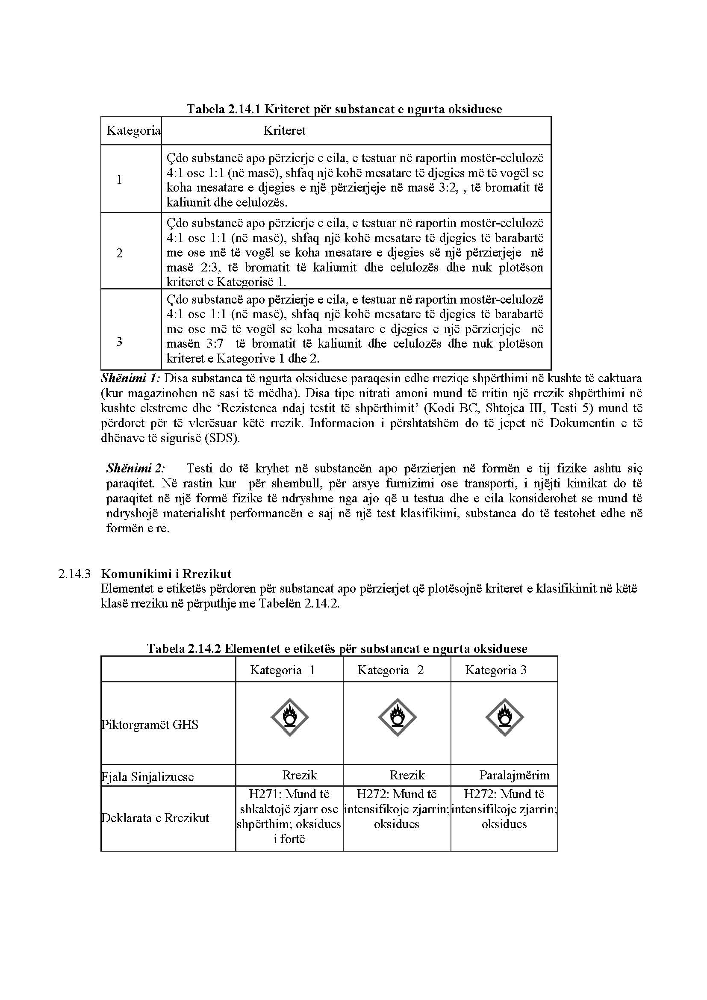 Tabela 2.14.1 Kriteret për substancat e ngurta oksiduese
Kategoria Kriteret
1
Çdo substancë apo përzierje e cila, e testuar në raportin mostër-celulozë
4:1 ose 1:1 (në masë), shfaq një kohë mesatare të djegies më të vogël se
koha mesatare e djegies e një përzierjeje në masë 3:2, , të bromatit të
kaliumit dhe celulozës.
2
Çdo substancë apo përzierje e cila, e testuar në raportin mostër-celulozë
4:1 ose 1:1 (në masë), shfaq një kohë mesatare të djegies të barabartë
me ose më të vogël se koha mesatare e djegies së një përzierjeje në
masë 2:3, të bromatit të kaliumit dhe celulozës dhe nuk plotëson
kriteret e Kategorisë 1.
3
Çdo substancë apo përzierje e cila, e testuar në raportin mostër-celulozë
4:1 ose 1:1 (në masë), shfaq një kohë mesatare të djegies të barabartë
me ose më të vogël se koha mesatare e djegies e një përzierjeje në
masën 3:7 të bromatit të kaliumit dhe celulozës dhe nuk plotëson
kriteret e Kategorive 1 dhe 2.
Shënimi 1: Disa substanca të ngurta oksiduese paraqesin edhe rreziqe shpërthimi në kushte të caktuara
(kur magazinohen në sasi të mëdha). Disa tipe nitrati amoni mund të rritin një rrezik shpërthimi në
kushte ekstreme dhe ‘Rezistenca ndaj testit të shpërthimit’ (Kodi BC, Shtojca III, Testi 5) mund të
përdoret për të vlerësuar këtë rrezik. Informacion i përshtatshëm do të jepet në Dokumentin e të
dhënave të sigurisë (SDS).
Shënimi 2: Testi do të kryhet në substancën apo përzierjen në formën e tij fizike ashtu siç
paraqitet. Në rastin kur për shembull, për arsye furnizimi ose transporti, i njëjti kimikat do të
paraqitet në një formë fizike të ndryshme nga ajo që u testua dhe e cila konsiderohet se mund të
ndryshojë materialisht performancën e saj në një test klasifikimi, substanca do të testohet edhe në
formën e re.
2.14.3 Komunikimi i Rrezikut
Elementet e etiketës përdoren për substancat apo përzierjet që plotësojnë kriteret e klasifikimit në këtë
klasë rreziku në përputhje me Tabelën 2.14.2.
Tabela 2.14.2 Elementet e etiketës për substancat e ngurta oksiduese
Kategoria 1 Kategoria 2 Kategoria 3
Piktorgramët GHS
Fjala Sinjalizuese Rrezik Rrezik Paralajmërim
Deklarata e Rrezikut
H271: Mund të
shkaktojë zjarr ose
shpërthim; oksidues
i fortë
H272: Mund të
intensifikoje zjarrin;
oksidues
H272: Mund të
intensifikoje zjarrin;
oksidues